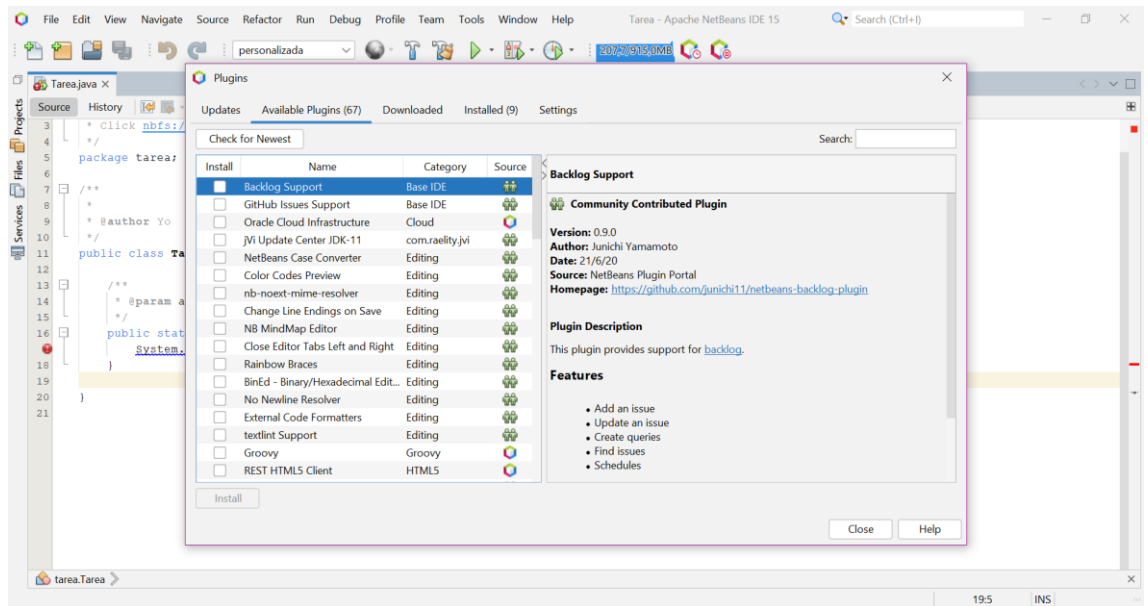 File Edit View Navigate Source Refactor Run Debug Profile Team Tools Window Help Tarea - Apache NetBeans IDE 15 Search (Ctrl+I)
personalizada 207,7/915,0MB
Tarea.java
Source History
Projects
Files
Services
3 * Click nbfs:/
4 */
5 package tarea;
6
7 /**
8 *
9 * @author Yo
10 */
11 public class Ta
12
13 /**
14 * @param a
15 */
16 public stat
System.
18 }
19
20 }
21
Plugins
Updates Available Plugins (67) Downloaded Installed (9) Settings
Check for Newest Search:
Install Name Category Source
Backlog Support Base IDE
GitHub Issues Support Base IDE
Oracle Cloud Infrastructure Cloud
jVi Update Center JDK-11 com.raelity.jvi
NetBeans Case Converter Editing
Color Codes Preview Editing
nb-noext-mime-resolver Editing
Change Line Endings on Save Editing
NB MindMap Editor Editing
Close Editor Tabs Left and Right Editing
Rainbow Braces Editing
BinEd - Binary/Hexadecimal Edit... Editing
No Newline Resolver Editing
External Code Formatters Editing
textlint Support Editing
Groovy Groovy
REST HTML5 Client HTML5
Backlog Support
Community Contributed Plugin
Version: 0.9.0
Author: Junichi Yamamoto
Date: 21/6/20
Source: NetBeans Plugin Portal
Homepage: https://github.com/junichi11/netbeans-backlog-plugin
Plugin Description
This plugin provides support for backlog.
Features
• Add an issue
• Update an issue
• Create queries
• Find issues
• Schedules
Install
Close Help
tarea.Tarea
19:5 INS